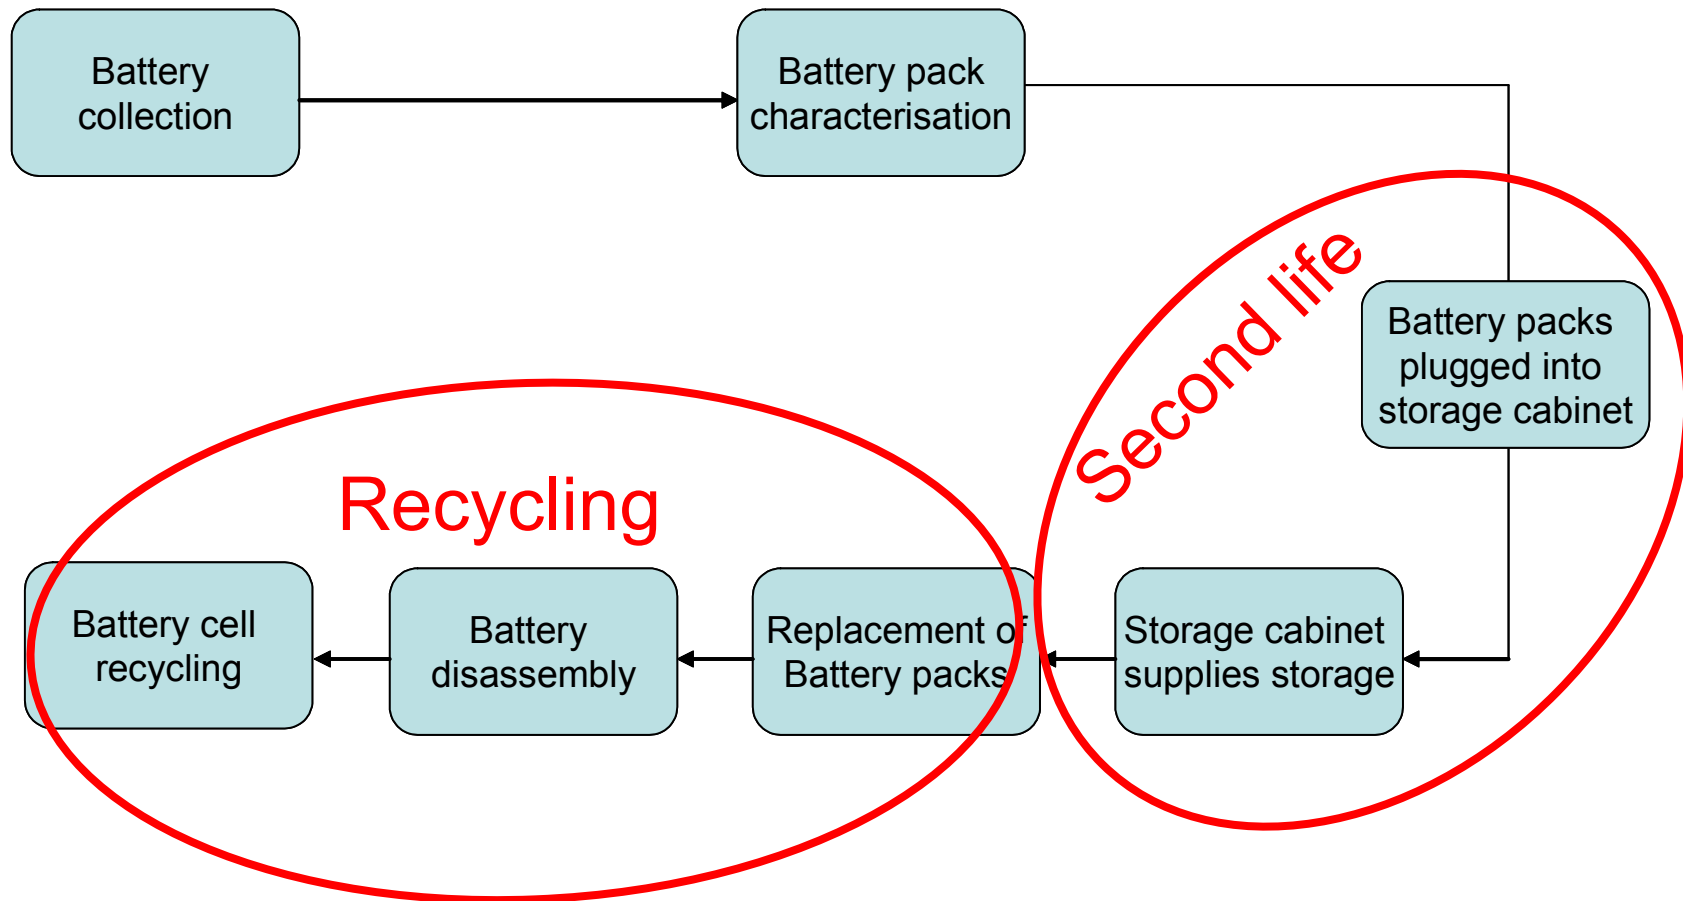 Battery
collection
Battery pack
characterisation
Second life
Battery packs
plugged into
storage cabinet
Recycling
Battery cell
recycling
Battery
disassembly
Replacement of
Battery packs
Storage cabinet
supplies storage